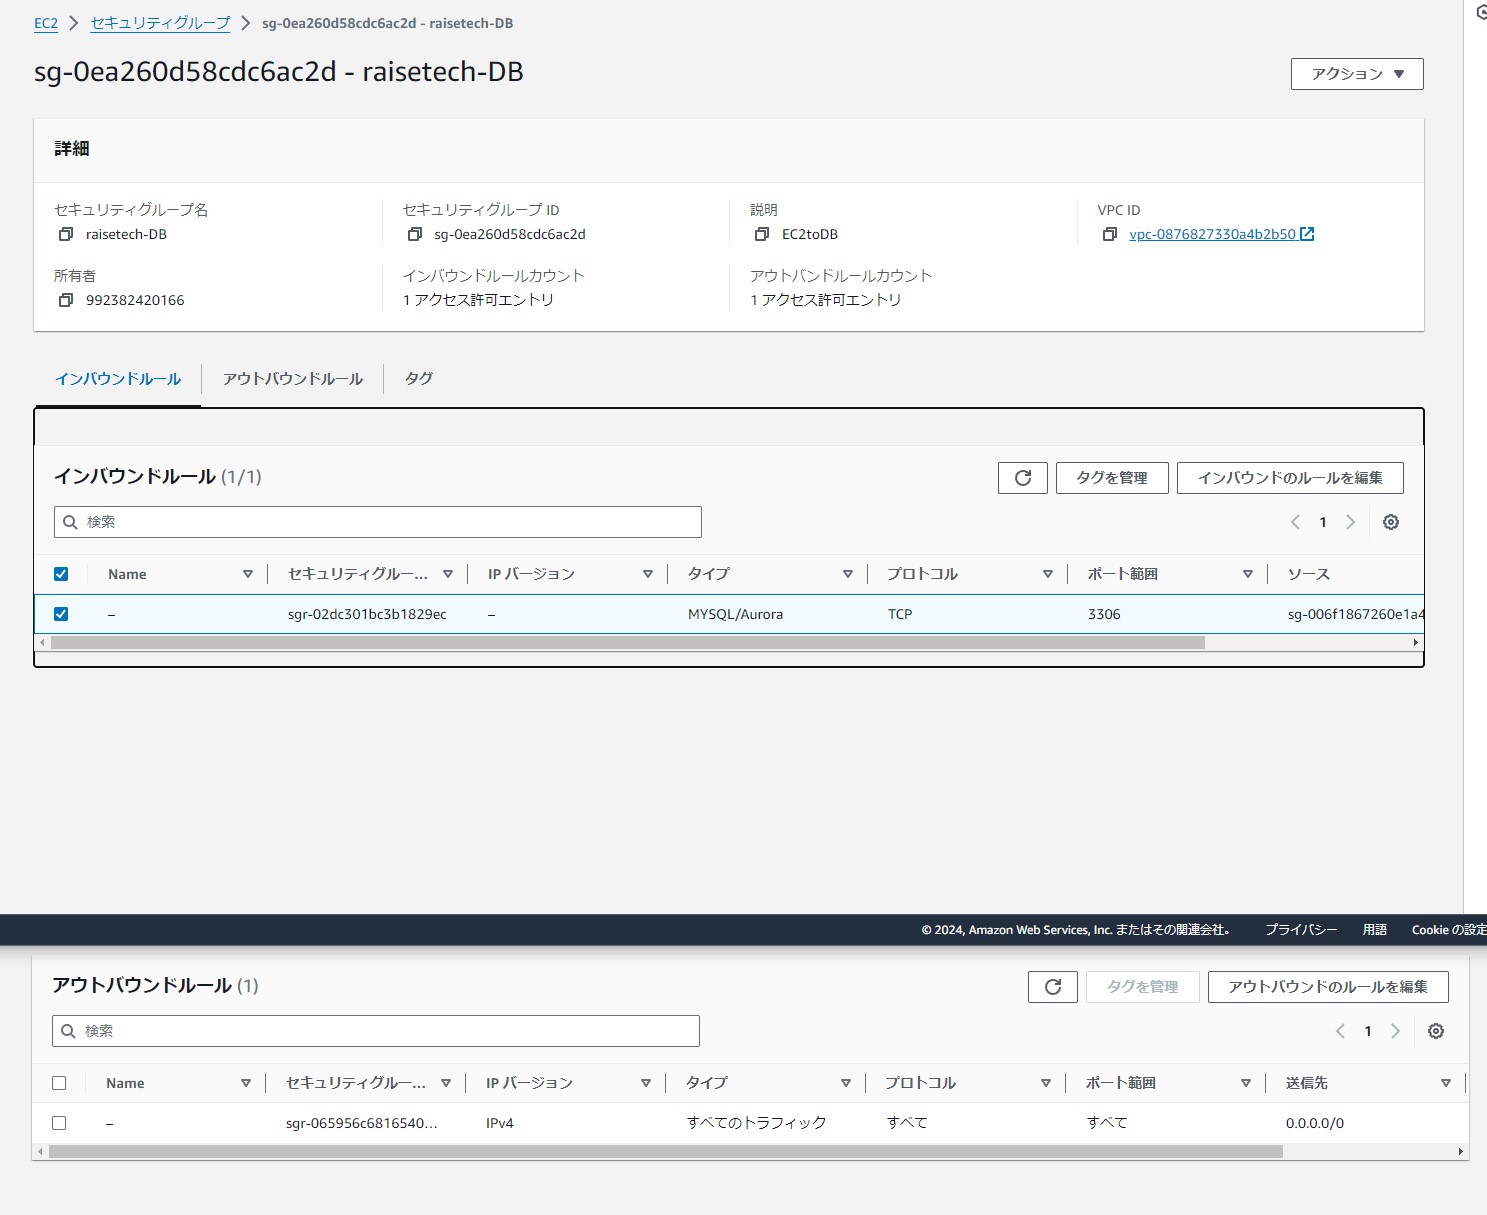 EC2 > セキュリティグループ > sg-0ea260d58cdc6ac2d - raisetech-DB
sg-0ea260d58cdc6ac2d - raisetech-DB
アクション ▼
詳細
セキュリティグループ名 セキュリティグループ ID 説明 VPC ID
raisetech-DB sg-0ea260d58cdc6ac2d EC2toDB vpc-0876827330a4b2b50
所有者 インバウンドルールカウント アウトバンドルールカウント
992382420166 1 アクセス許可エントリ 1 アクセス許可エントリ
インバウンドルール アウトバウンドルール タグ
インバウンドルール (1/1) タグを管理 インバウンドのルールを編集
検索 1
Name セキュリティグルー... IP バージョン タイプ プロトコル ポート範囲 ソース
– sgr-02dc301bc3b1829ec – MYSQL/Aurora TCP 3306 sg-006f1867260e1a4
© 2024, Amazon Web Services, Inc. またはその関連会社。 プライバシー 用語 Cookie の設定
アウトバウンドルール (1) タグを管理 アウトバウンドのルールを編集
検索 1
Name セキュリティグルー... IP バージョン タイプ プロトコル ポート範囲 送信先
– sgr-065956c6816540... IPv4 すべてのトラフィック すべて すべて 0.0.0.0/0